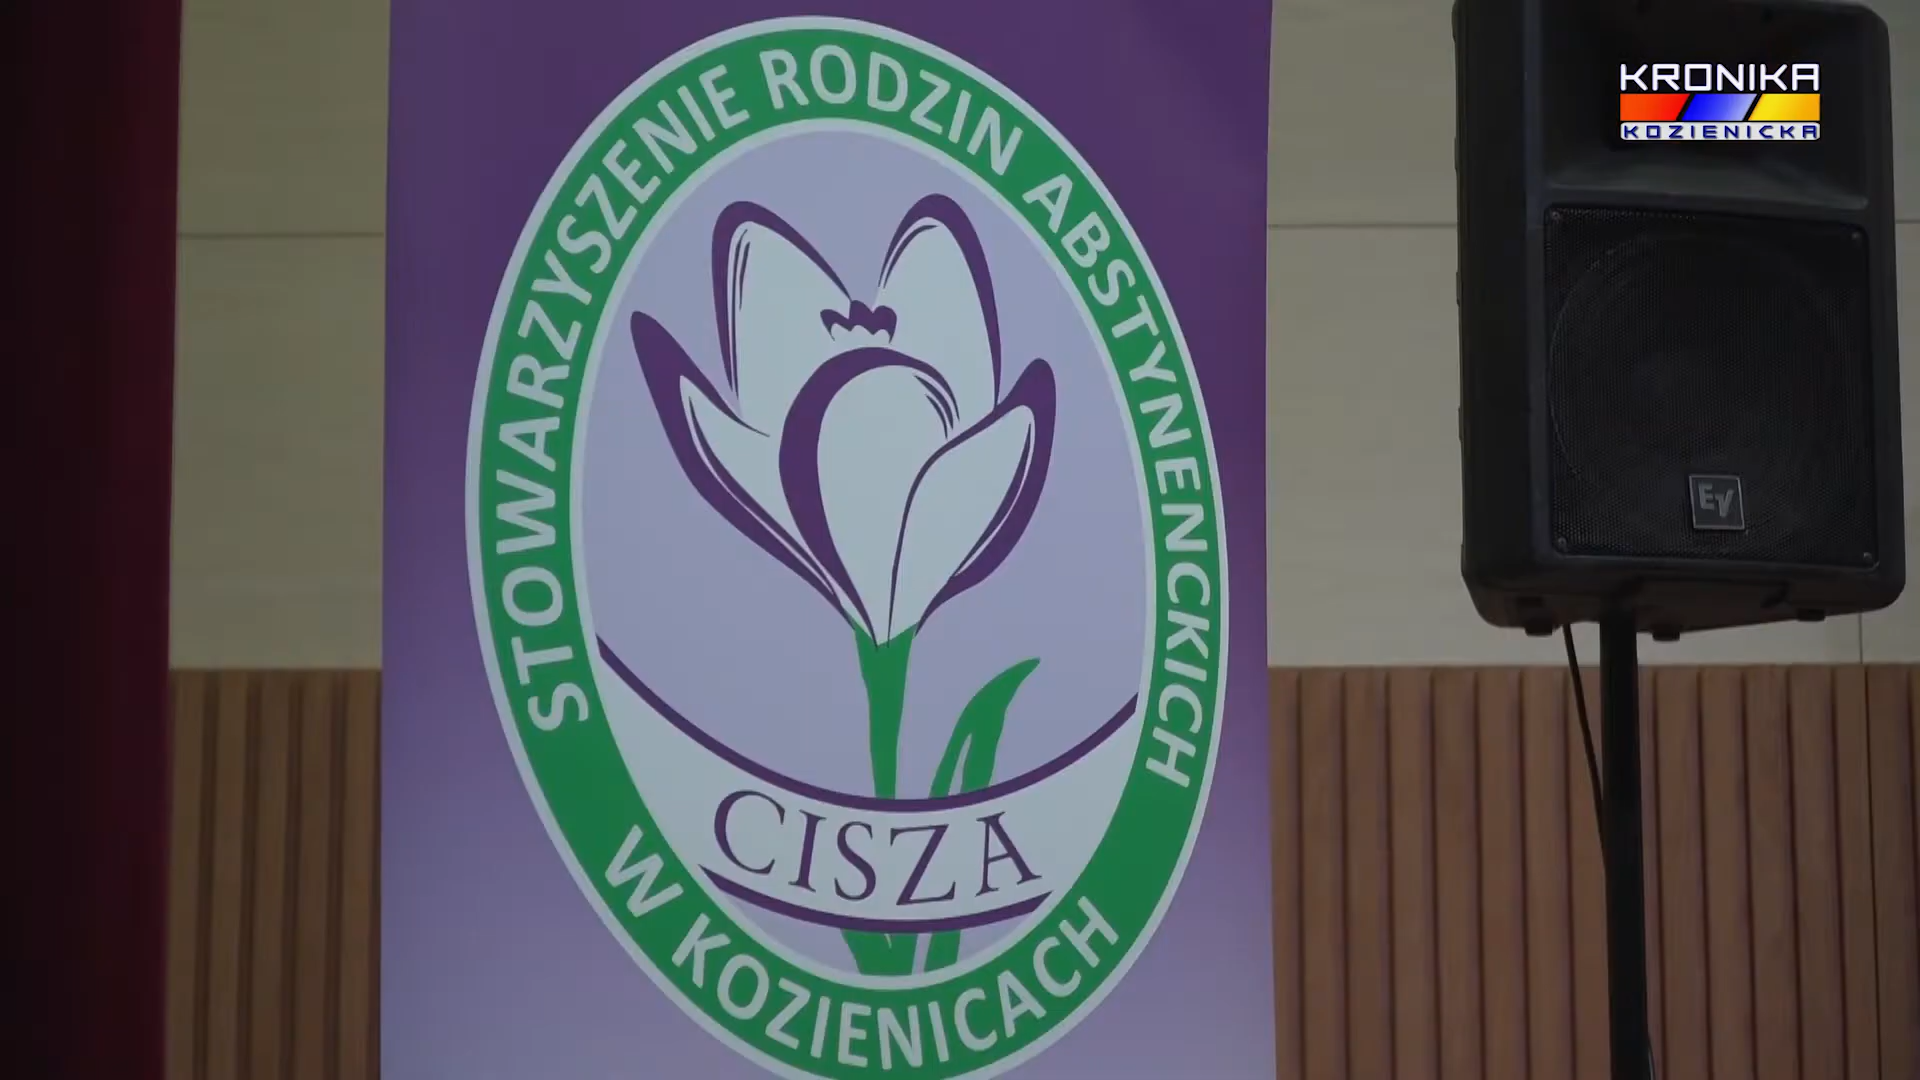 STOWARZYSZENIE RODZIN ABSTYNENCKICH
CISZA
W KOZIENICACH
KRONIKA
KOZIENICKA
EV